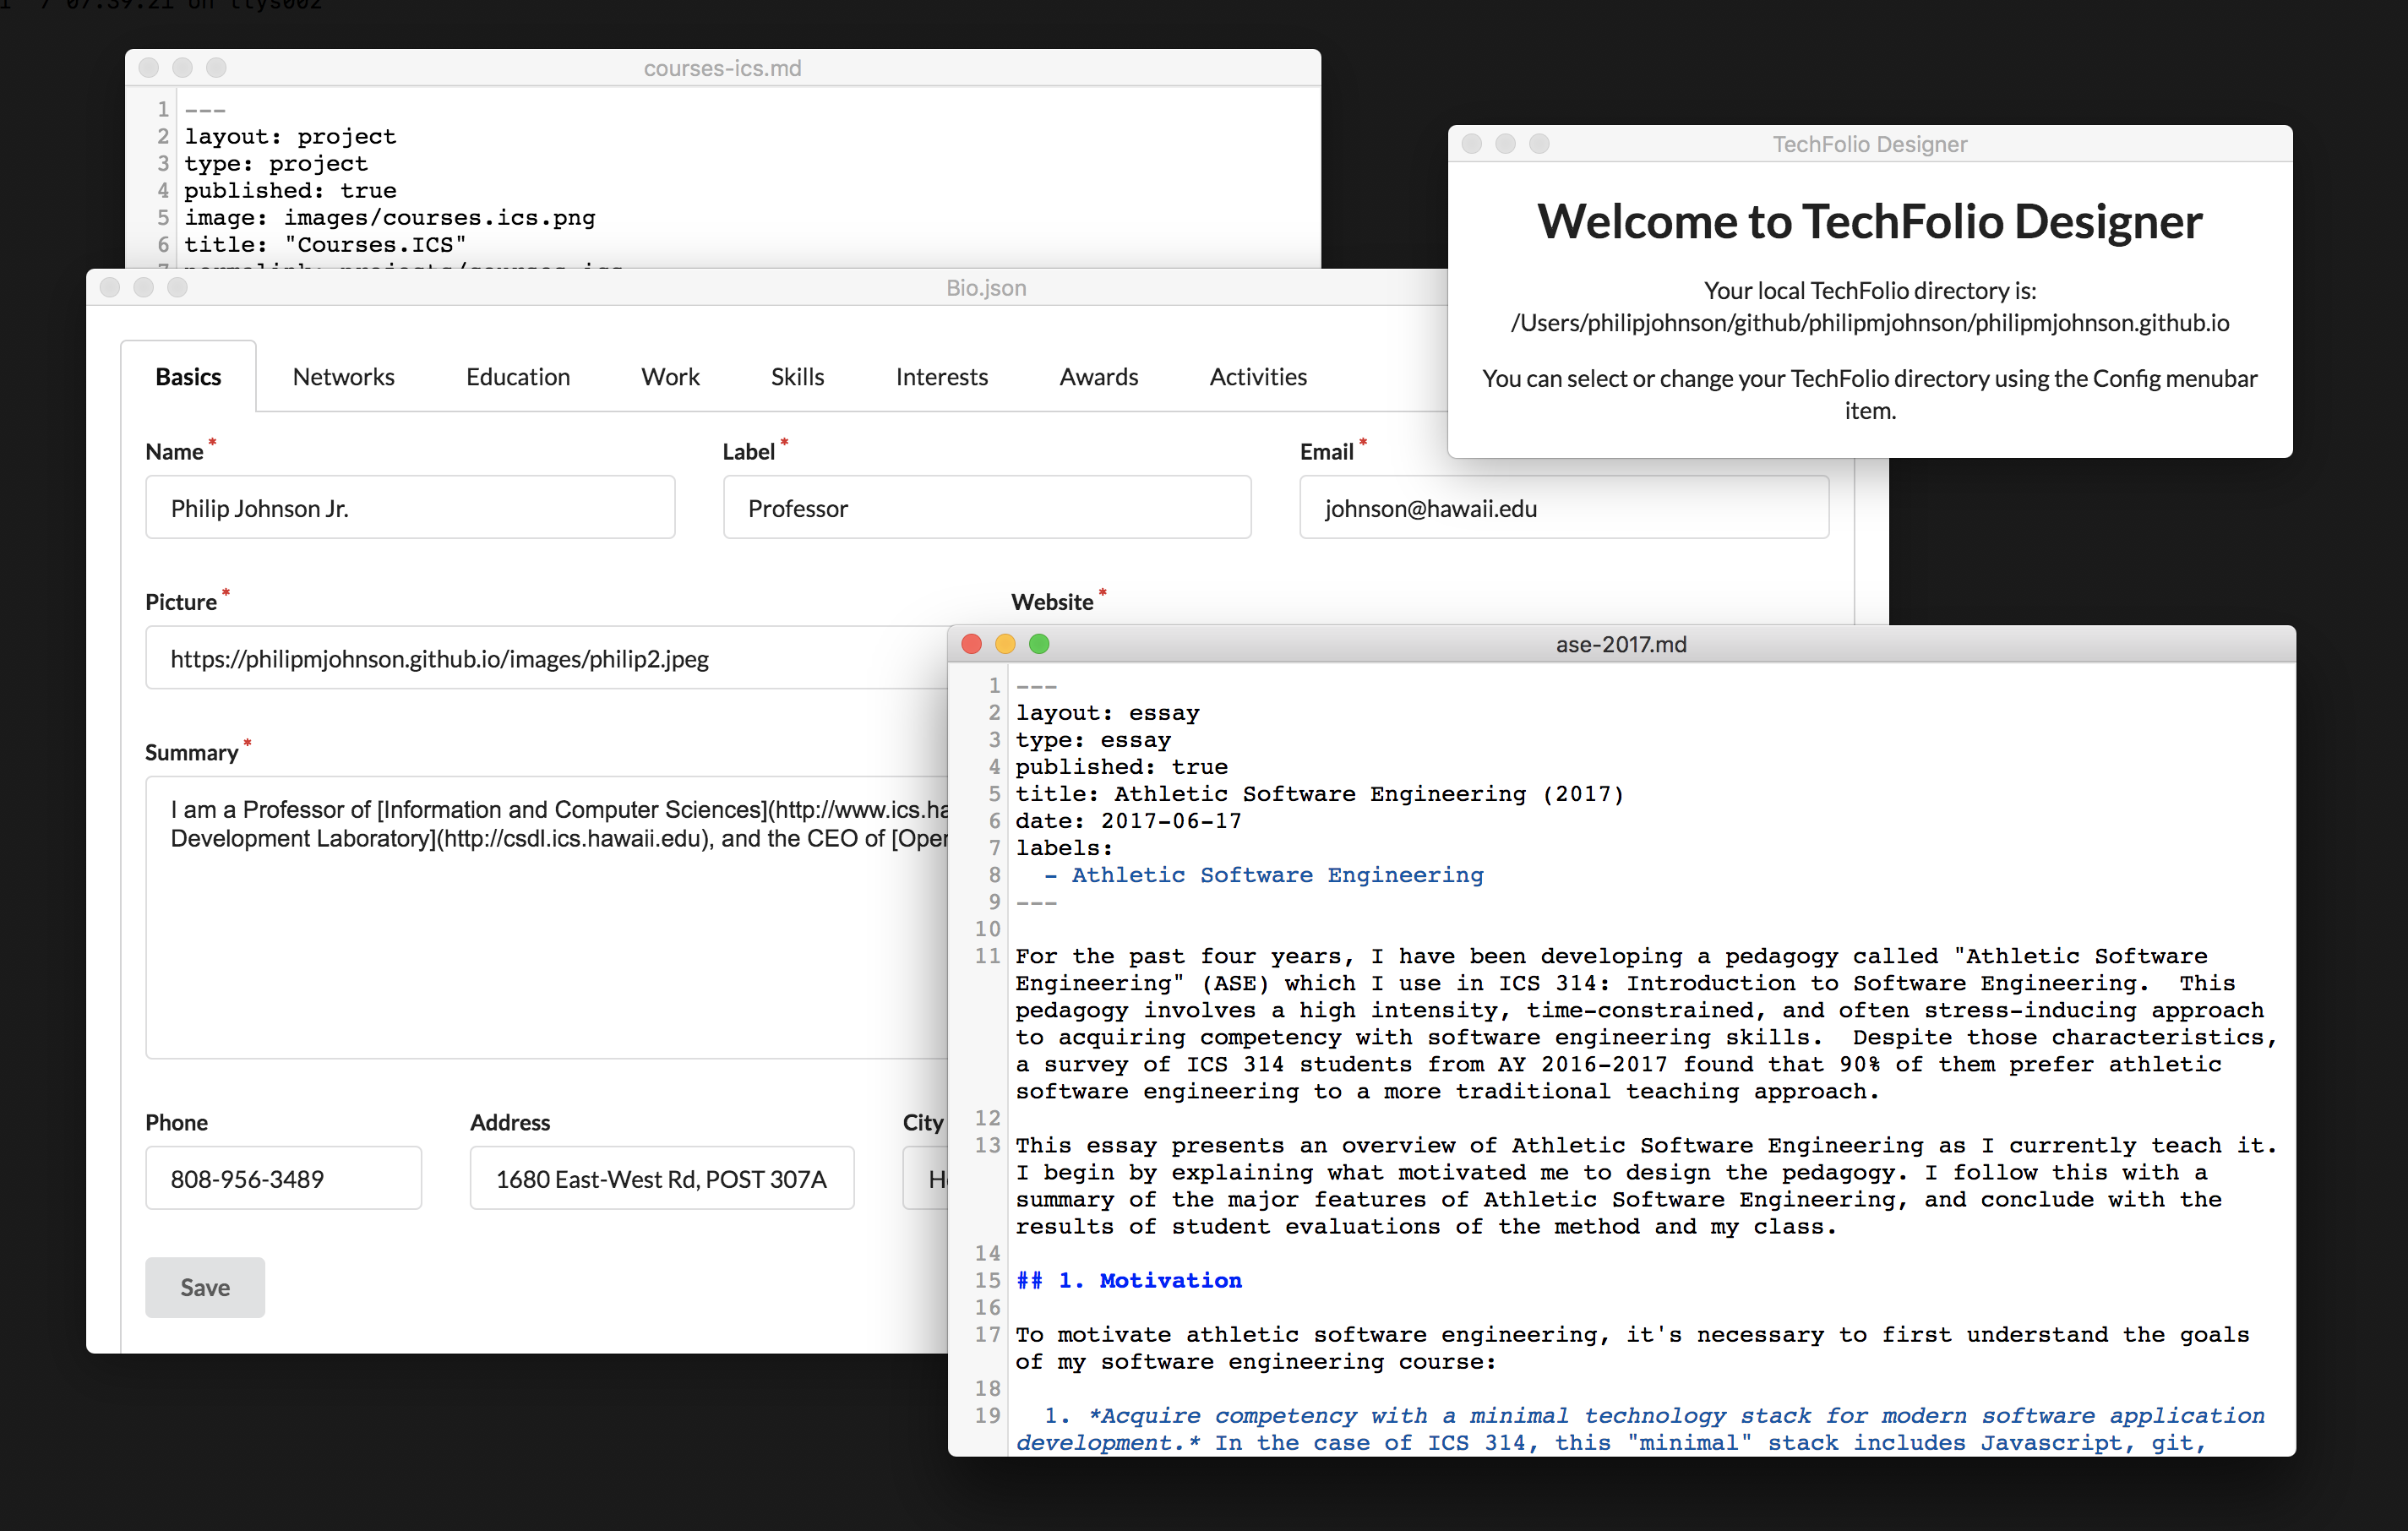 07:39:21 on ttys002
courses-ics.md
1 ---
2 layout: project
3 type: project
4 published: true
5 image: images/courses.ics.png
6 title: "Courses.ICS"
7 permalink: projects/courses-ics
TechFolio Designer
Welcome to TechFolio Designer
Your local TechFolio directory is:
/Users/philipjohnson/github/philipmjohnson/philipmjohnson.github.io
You can select or change your TechFolio directory using the Config menubar
item.
Bio.json
Basics Networks Education Work Skills Interests Awards Activities
Name * Label * Email *
Philip Johnson Jr. Professor johnson@hawaii.edu
Picture * Website *
https://philipmjohnson.github.io/images/philip2.jpeg
Summary *
I am a Professor of [Information and Computer Sciences](http://www.ics.ha
Development Laboratory](http://csdl.ics.hawaii.edu), and the CEO of [Oper
Phone Address City
808-956-3489 1680 East-West Rd, POST 307A
Save
ase-2017.md
1 ---
2 layout: essay
3 type: essay
4 published: true
5 title: Athletic Software Engineering (2017)
6 date: 2017-06-17
7 labels:
8 - Athletic Software Engineering
9 ---
10
11 For the past four years, I have been developing a pedagogy called "Athletic Software
Engineering" (ASE) which I use in ICS 314: Introduction to Software Engineering.  This
pedagogy involves a high intensity, time-constrained, and often stress-inducing approach
to acquiring competency with software engineering skills.  Despite those characteristics,
a survey of ICS 314 students from AY 2016-2017 found that 90% of them prefer athletic
software engineering to a more traditional teaching approach.
12
13 This essay presents an overview of Athletic Software Engineering as I currently teach it.
I begin by explaining what motivated me to design the pedagogy. I follow this with a
summary of the major features of Athletic Software Engineering, and conclude with the
results of student evaluations of the method and my class.
14
15 ## 1. Motivation
16
17 To motivate athletic software engineering, it's necessary to first understand the goals
of my software engineering course:
18
19 1. *Acquire competency with a minimal technology stack for modern software application
development.* In the case of ICS 314, this "minimal" stack includes Javascript, git,